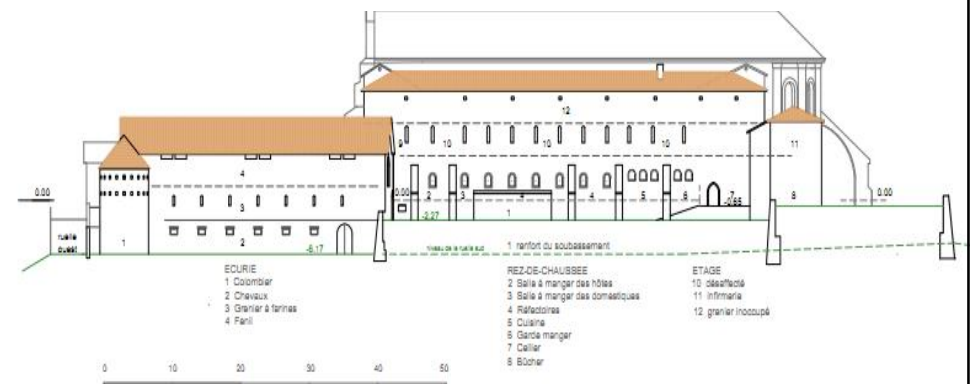 12
9 10 10 10 11
4
0.00 0.00 2 3 4 4 5 6 7 -0.65 8 0.00
3
-2.27 1
ruelle
ouest
1 2 -6.17
niveau de la ruelle sud
1 renfort du soubassement
ECURIE
1 Colombier
2 Chevaux
3 Grenier à farines
4 Fenil
REZ-DE-CHAUSSEE
2 Salle à manger des hôtes
3 Salle à manger des domestiques
4 Réfectoires
5 Cuisine
6 Garde manger
7 Cellier
8 Bûcher
ETAGE
10 désaffecté
11 infirmerie
12 grenier inoccupé
0 10 20 30 40 50